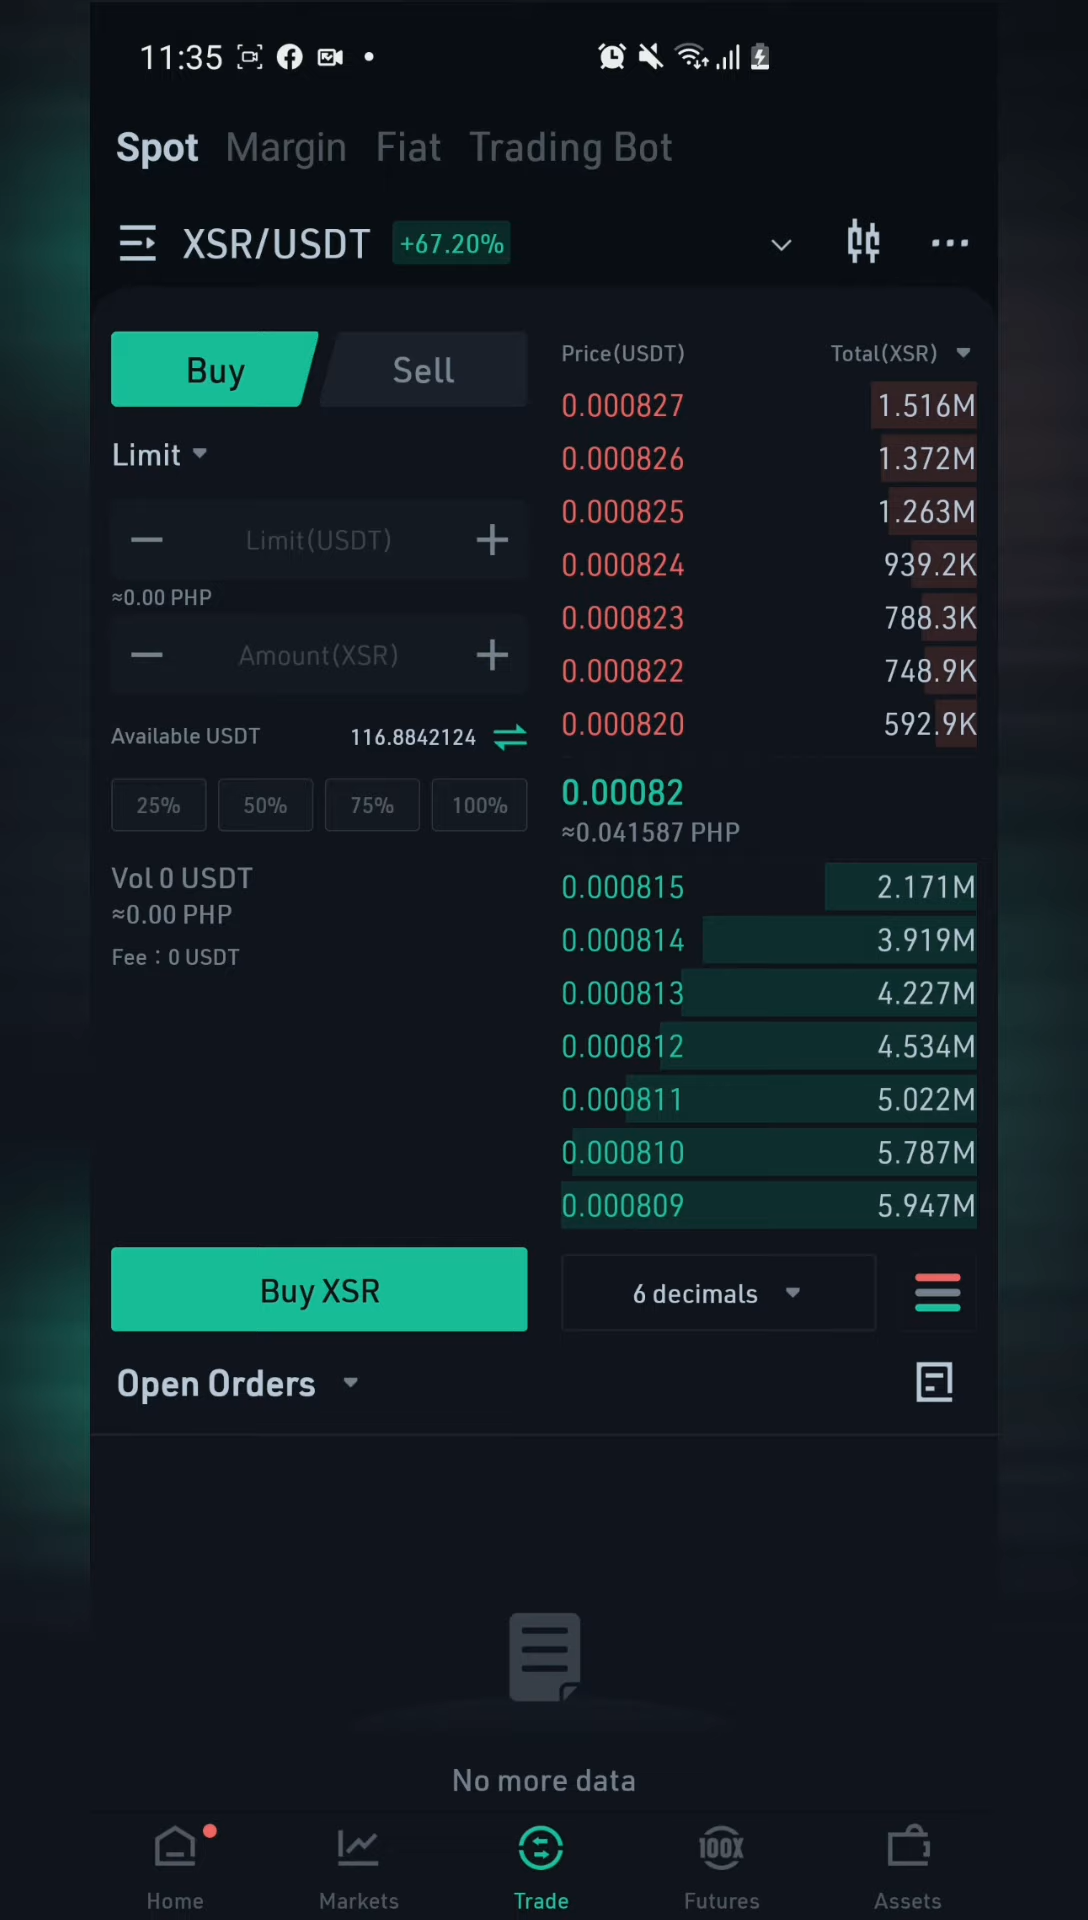 11:35
Spot Margin Fiat Trading Bot
XSR/USDT +67.20%
Buy Sell
Limit
Limit(USDT)
≈0.00 PHP
Amount(XSR)
Available USDT 116.8842124
25% 50% 75% 100%
Vol 0 USDT
≈0.00 PHP
Fee : 0 USDT
Buy XSR
Price(USDT) Total(XSR)
0.000827 1.516M
0.000826 1.372M
0.000825 1.263M
0.000824 939.2K
0.000823 788.3K
0.000822 748.9K
0.000820 592.9K
0.00082
≈0.041587 PHP
0.000815 2.171M
0.000814 3.919M
0.000813 4.227M
0.000812 4.534M
0.000811 5.022M
0.000810 5.787M
0.000809 5.947M
6 decimals
Open Orders
No more data
100X
Home Markets Trade Futures Assets